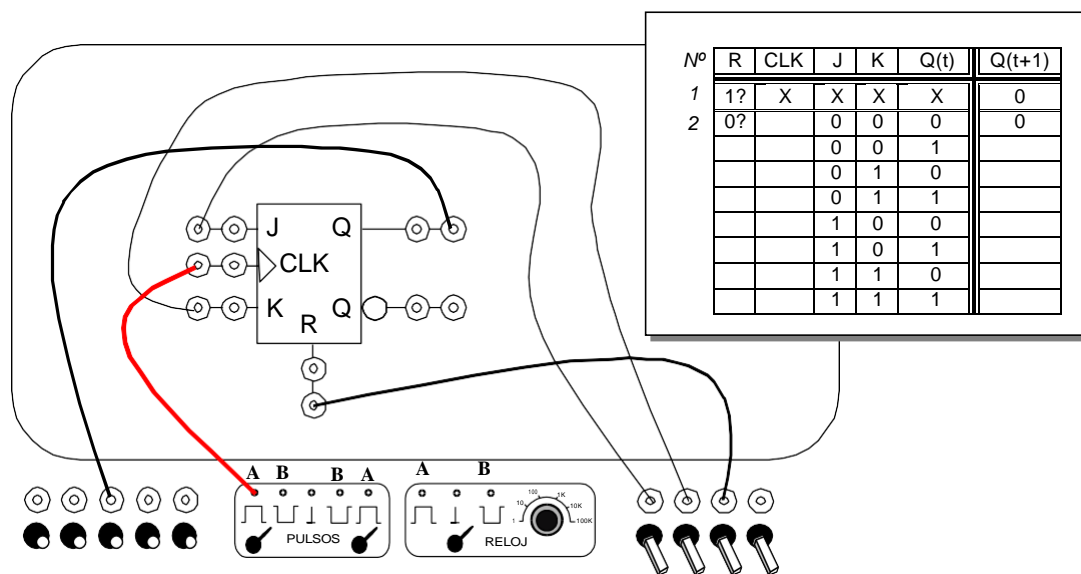 Nº R CLK J K Q(t) Q(t+1)
1 1? X X X X 0
2 0? 0 0 0 0
0 0 1
0 1 0
0 1 1
1 0 0
1 0 1
1 1 0
1 1 1
J Q
CLK
K Q
R
A B B A
A B
1 10 100 1K 10K 100K
PULSOS
RELOJ